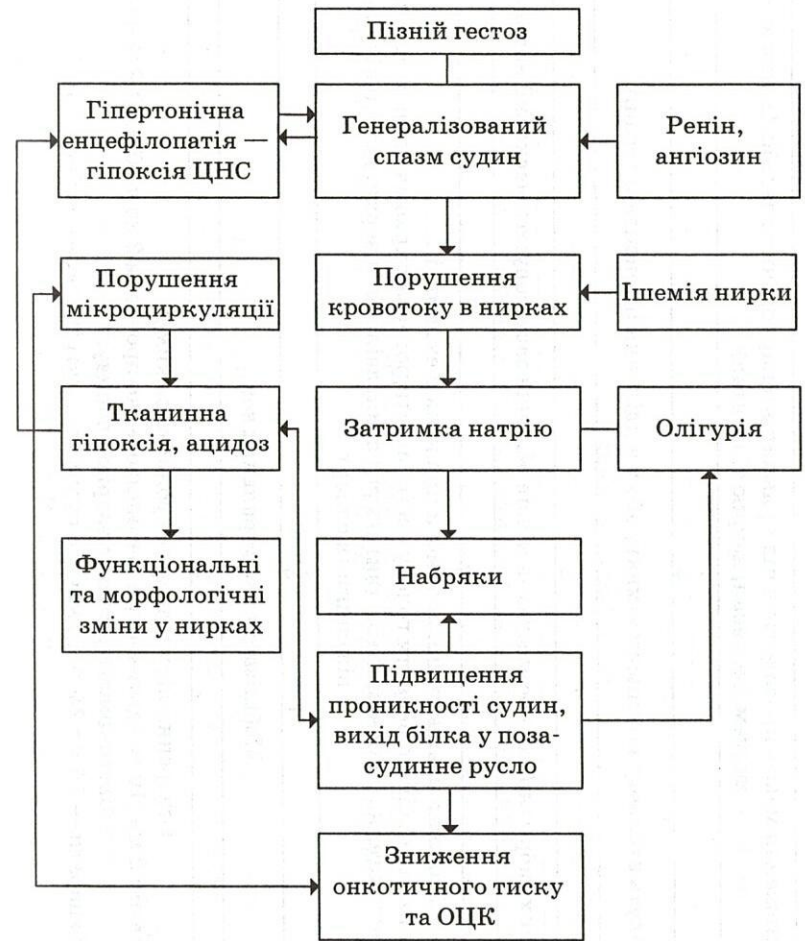 Пізній гестоз
Гіпертонічна
енцефілопатія —
гіпоксія ЦНС
Генералізований
спазм судин
Ренін,
ангіозин
Порушення
мікроциркуляції
Порушення
кровотоку в нирках
Ішемія нирки
Тканинна
гіпоксія, ацидоз
Затримка натрію
Олігурія
Функціональні
та морфологічні
зміни у нирках
Набряки
Підвищення
проникності судин,
вихід білка у поза-
судинне русло
Зниження
онкотичного тиску
та ОЦК